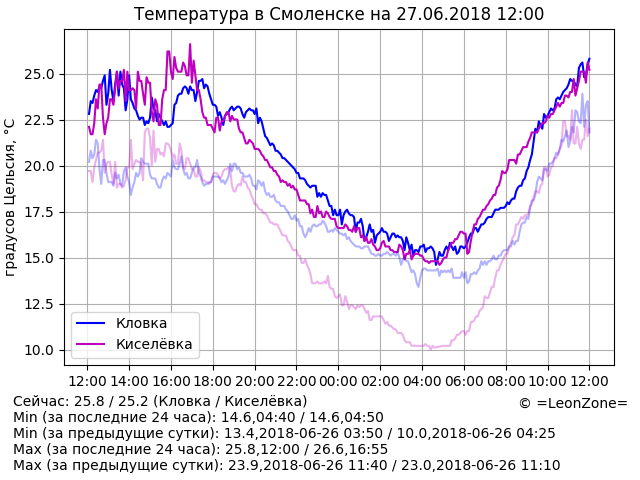 Температура в Смоленске на 27.06.2018 12:00
градусов Цельсия, °C
25.0
22.5
20.0
17.5
15.0
12.5
10.0
Кловка
Киселёвка
12:00 14:00 16:00 18:00 20:00 22:00 00:00 02:00 04:00 06:00 08:00 10:00 12:00
Сейчас: 25.8 / 25.2 (Кловка / Киселёвка)
© =LeonZone=
Min (за последние 24 часа): 14.6,04:40 / 14.6,04:50
Min (за предыдущие сутки): 13.4,2018-06-26 03:50 / 10.0,2018-06-26 04:25
Max (за последние 24 часа): 25.8,12:00 / 26.6,16:55
Max (за предыдущие сутки): 23.9,2018-06-26 11:40 / 23.0,2018-06-26 11:10